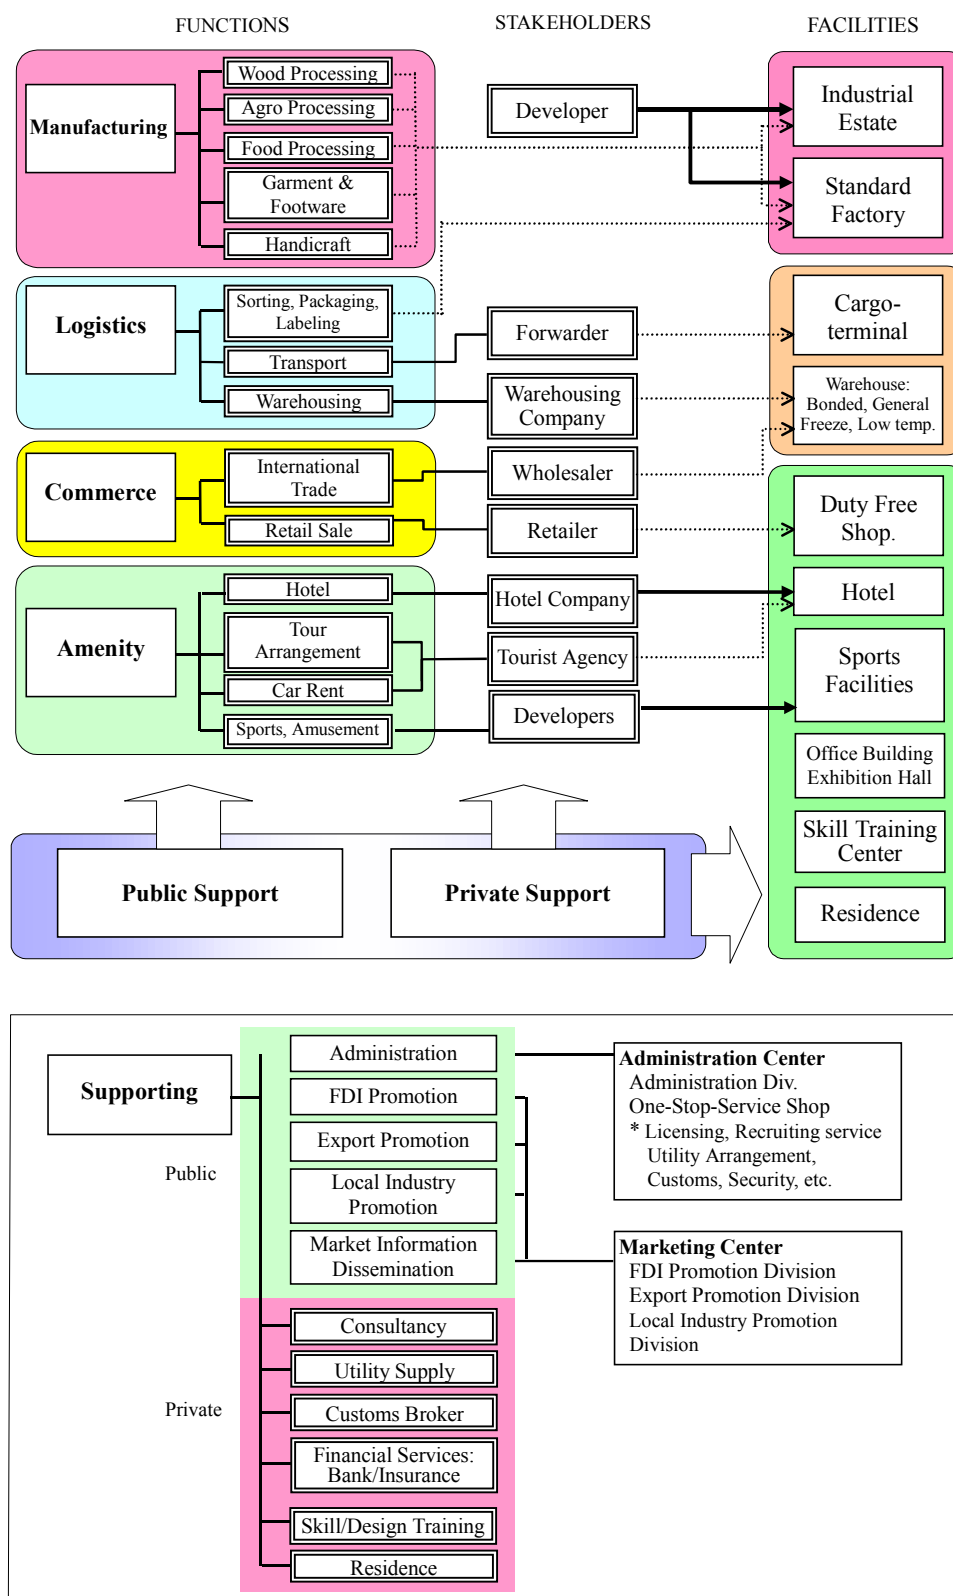 FUNCTIONS
STAKEHOLDERS
FACILITIES
Manufacturing
Wood Processing
Agro Processing
Food Processing
Garment &
Footware
Handicraft
Developer
Industrial
Estate
Standard
Factory
Logistics
Sorting, Packaging,
Labeling
Transport
Warehousing
Forwarder
Warehousing
Company
Cargo-
terminal
Warehouse:
Bonded, General
Freeze, Low temp.
Commerce
International
Trade
Retail Sale
Wholesaler
Retailer
Duty Free
Shop.
Amenity
Hotel
Tour
Arrangement
Car Rent
Sports, Amusement
Hotel Company
Tourist Agency
Developers
Hotel
Sports
Facilities
Office Building
Exhibition Hall
Skill Training
Center
Residence
Public Support
Private Support
Supporting
Public
Administration
FDI Promotion
Export Promotion
Local Industry
Promotion
Market Information
Dissemination
Administration Center
Administration Div.
One-Stop-Service Shop
* Licensing, Recruiting service
Utility Arrangement,
Customs, Security, etc.
Marketing Center
FDI Promotion Division
Export Promotion Division
Local Industry Promotion
Division
Private
Consultancy
Utility Supply
Customs Broker
Financial Services:
Bank/Insurance
Skill/Design Training
Residence